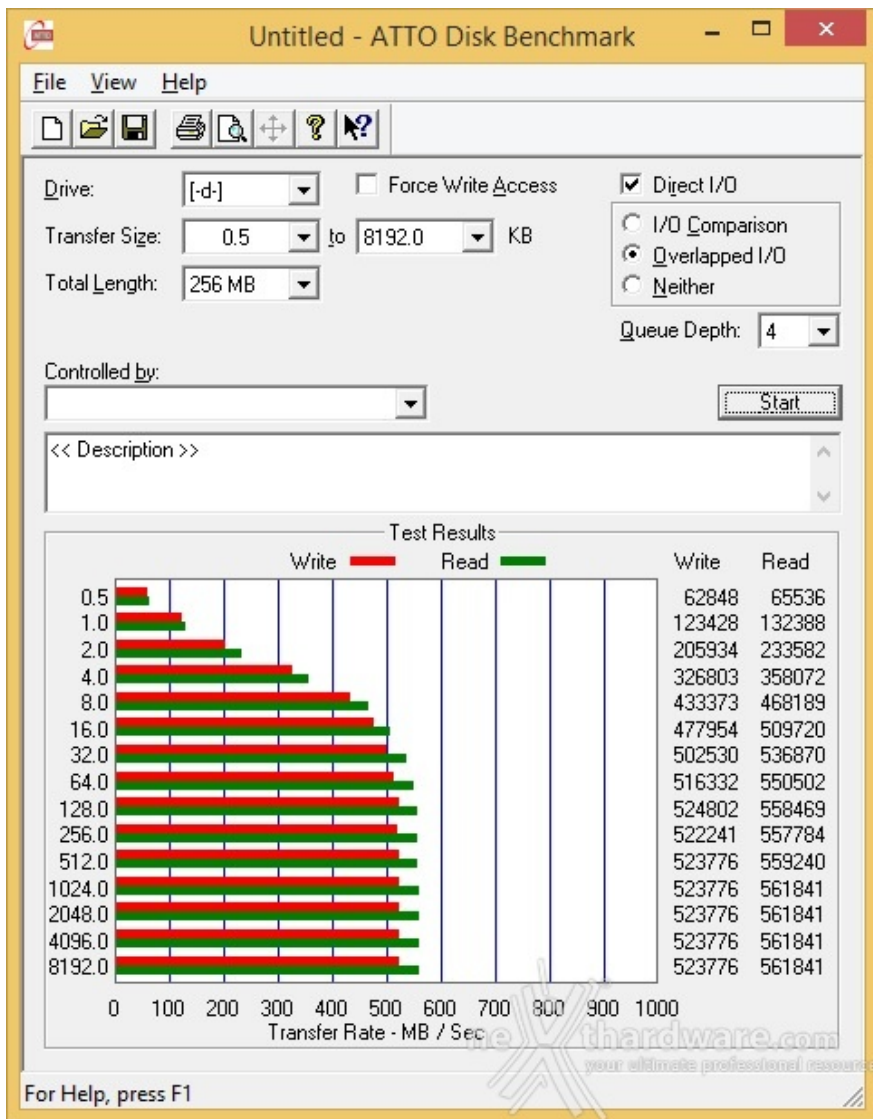 Untitled - ATTO Disk Benchmark
File View Help
Drive: [-d-] Force Write Access Direct I/O
Transfer Size: 0.5 to 8192.0 KB
I/O Comparison
Overlapped I/O
Total Length: 256 MB
Neither
Queue Depth: 4
Controlled by:
Start
<< Description >>
Test Results
Write Read Write Read
0.5 62848 65536
1.0 123428 132388
2.0 205934 233582
4.0 326803 358072
8.0 433373 468189
16.0 477954 509720
32.0 502530 536870
64.0 516332 550502
128.0 524802 558469
256.0 522241 557784
512.0 523776 559240
1024.0 523776 561841
2048.0 523776 561841
4096.0 523776 561841
8192.0 523776 561841
0 100 200 300 400 500 600 700 800 900 1000
Transfer Rate - MB / Sec
nexthardware.com
your ultimate professional resource
For Help, press F1